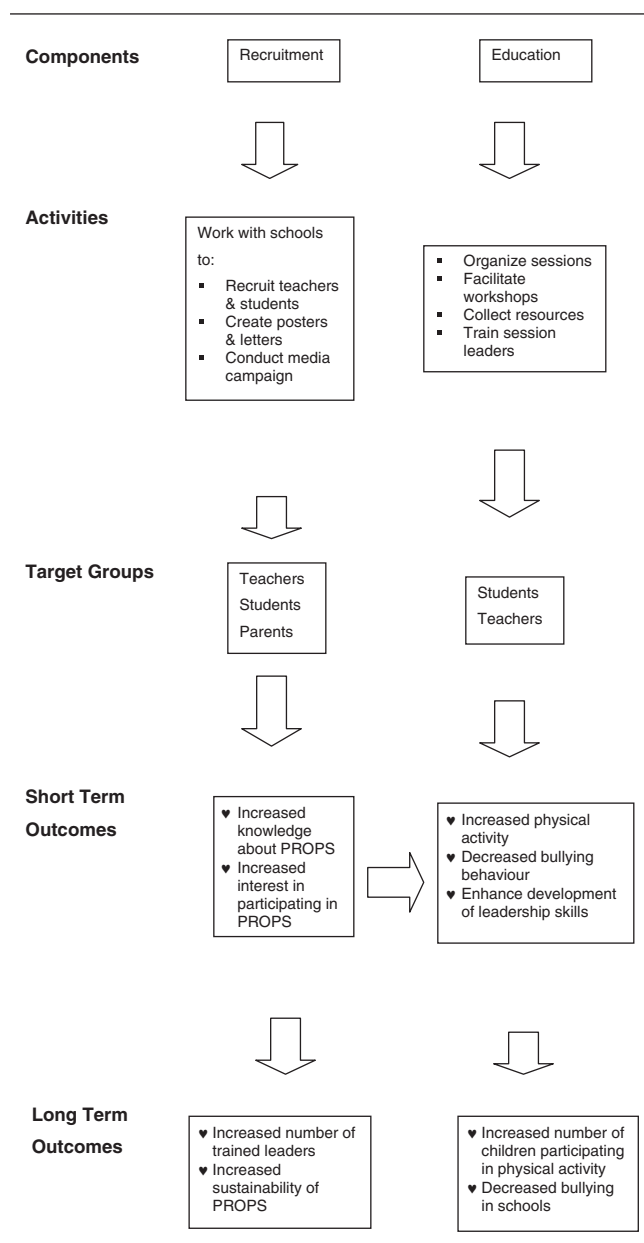 Components
Recruitment
Education
Activities
Work with schools
to:
▪ Recruit teachers
& students
▪ Create posters
& letters
▪ Conduct media
campaign
▪ Organize sessions
▪ Facilitate
workshops
▪ Collect resources
▪ Train session
leaders
Target Groups
Teachers
Students
Parents
Students
Teachers
Short Term
Outcomes
♥ Increased
knowledge
about PROPS
♥ Increased
interest in
participating in
PROPS
♥ Increased physical
activity
♥ Decreased bullying
behaviour
♥ Enhance development
of leadership skills
Long Term
Outcomes
♥ Increased number of
trained leaders
♥ Increased
sustainability of
PROPS
♥ Increased number of
children participating
in physical activity
♥ Decreased bullying
in schools